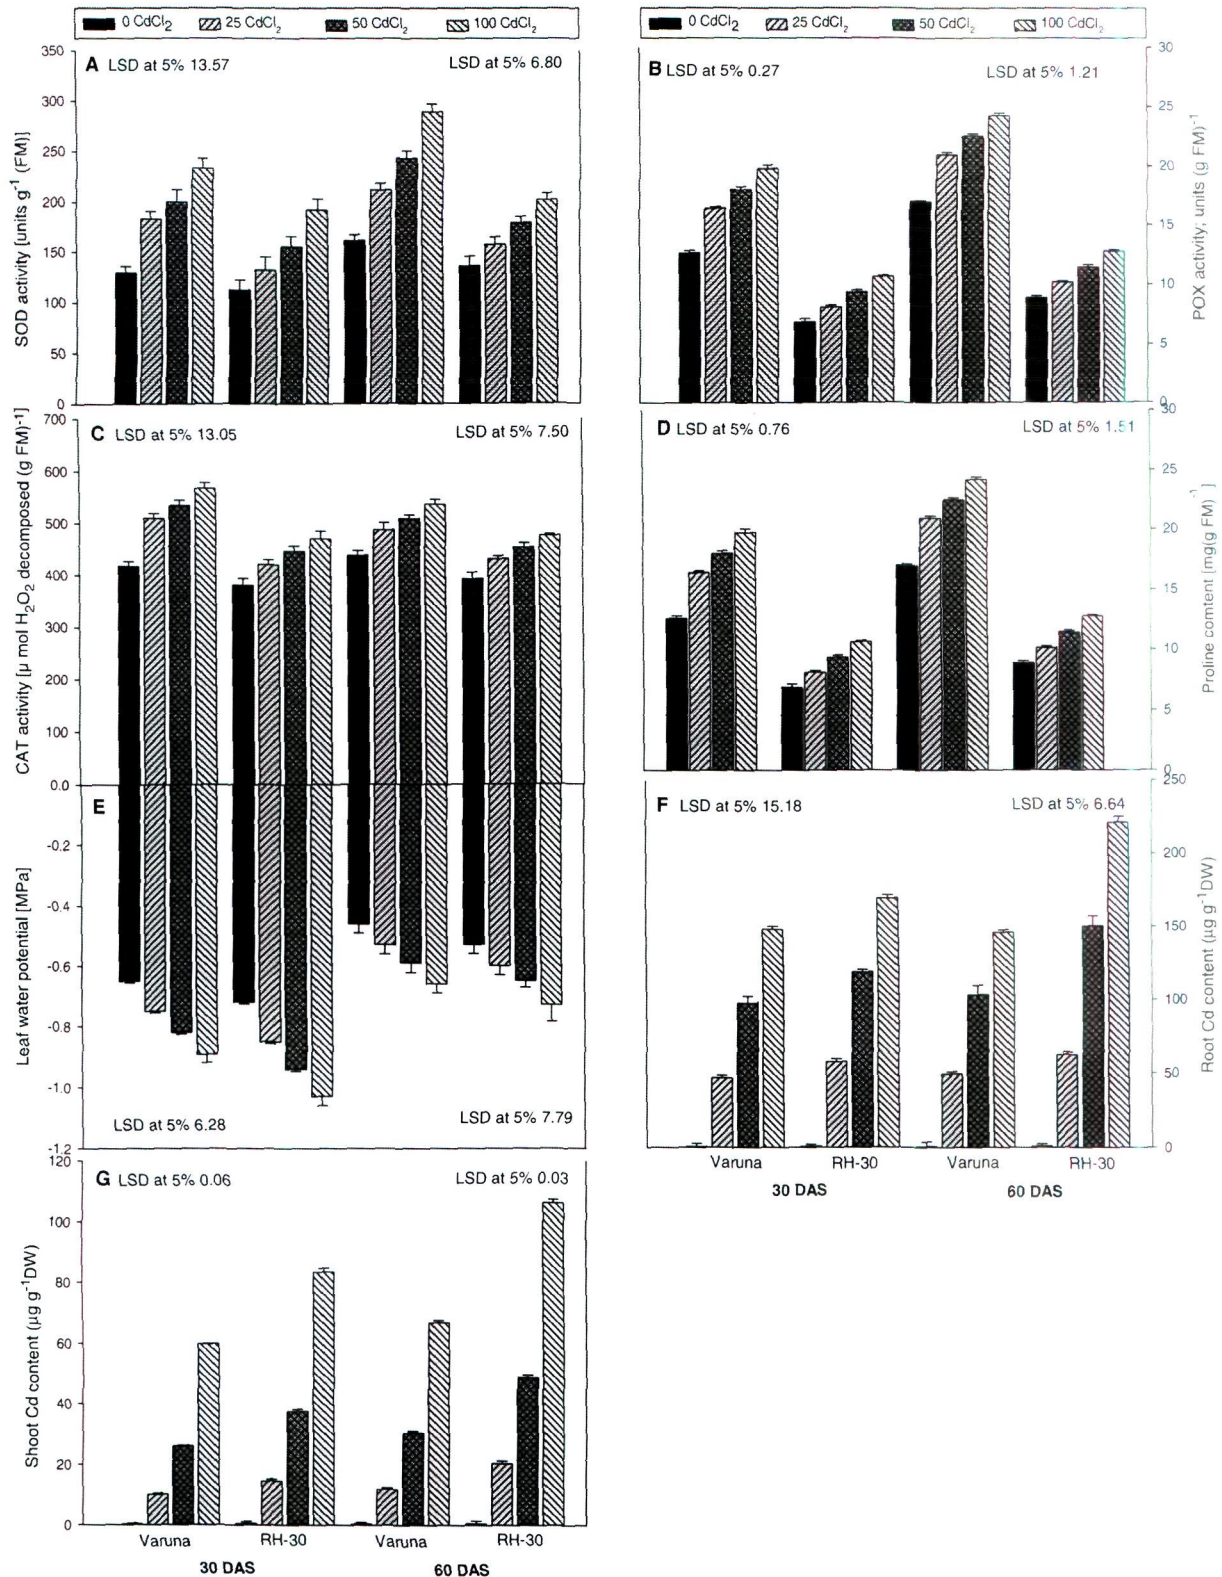 0 CdCl2 25 CdCl2 50 CdCl2 100 CdCl2
0 CdCl2 25 CdCl2 50 CdCl2 100 CdCl2
A LSD at 5% 13.57 LSD at 5% 6.80
SOD activity [units g-1 (FM)]
350
300
250
200
150
100
50
0
B LSD at 5% 0.27 LSD at 5% 1.21
POX activity; units (g FM)-1
30
25
20
15
10
5
0
C LSD at 5% 13.05 LSD at 5% 7.50
CAT activity [µ mol H2O2 decomposed (g FM)-1]
700
600
500
400
300
200
100
0.0
D LSD at 5% 0.76 LSD at 5% 1.51
Proline comtent [mg(g FM)-1]
30
25
20
15
10
5
0
E
Leaf water potential [MPa]
-0.2
-0.4
-0.6
-0.8
-1.0
-1.2
LSD at 5% 6.28 LSD at 5% 7.79
F LSD at 5% 15.18 LSD at 5% 6.64
Root Cd content (µg g-1DW)
250
200
150
100
50
0
Varuna RH-30 Varuna RH-30
30 DAS 60 DAS
G LSD at 5% 0.06 LSD at 5% 0.03
Shoot Cd content (µg g-1DW)
120
100
80
60
40
20
0
Varuna RH-30 Varuna RH-30
30 DAS 60 DAS